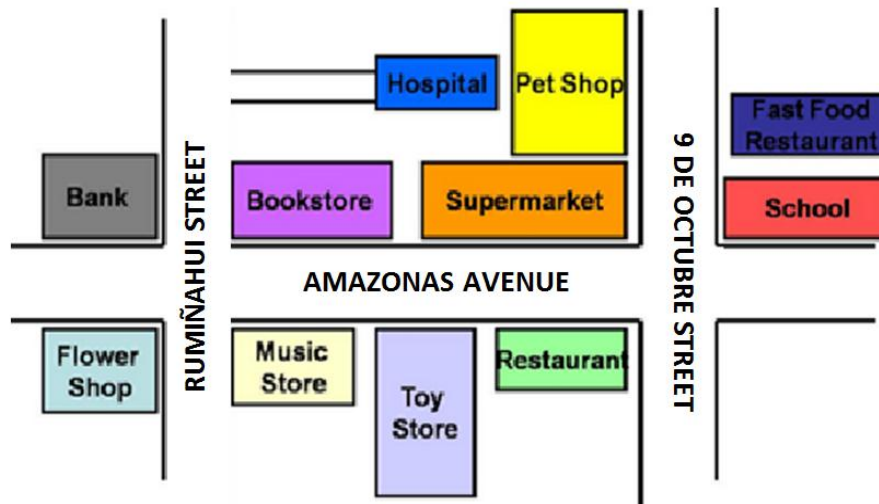 Hospital
Pet Shop
Fast Food
Restaurant
Bank
RUMIÑAHUI STREET
Bookstore
Supermarket
9 DE OCTUBRE STREET
School
AMAZONAS AVENUE
Flower
Shop
Music
Store
Toy
Store
Restaurant